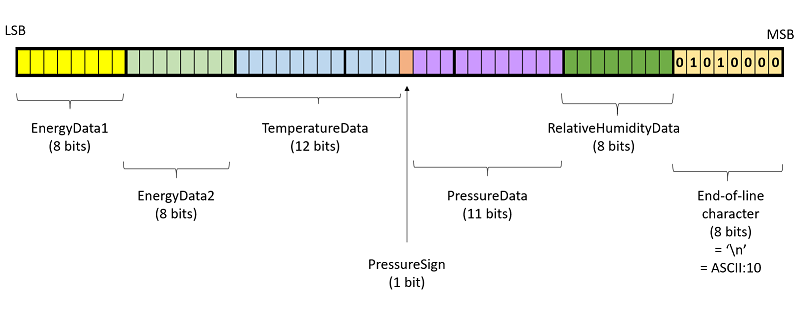 LSB
MSB
0 1 0 1 0 0 0 0
EnergyData1
(8 bits)
EnergyData2
(8 bits)
TemperatureData
(12 bits)
PressureSign
(1 bit)
PressureData
(11 bits)
RelativeHumidityData
(8 bits)
End-of-line
character
(8 bits)
= ‘\n’
= ASCII:10